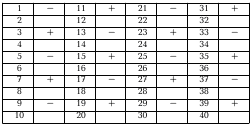 1 − 11 + 21 − 31 +
2 12 22 32
3 + 13 − 23 + 33 −
4 14 24 34
5 − 15 + 25 − 35 +
6 16 26 36
7 + 17 − 27 + 37 −
8 18 28 38
9 − 19 + 29 − 39 +
10 20 30 40